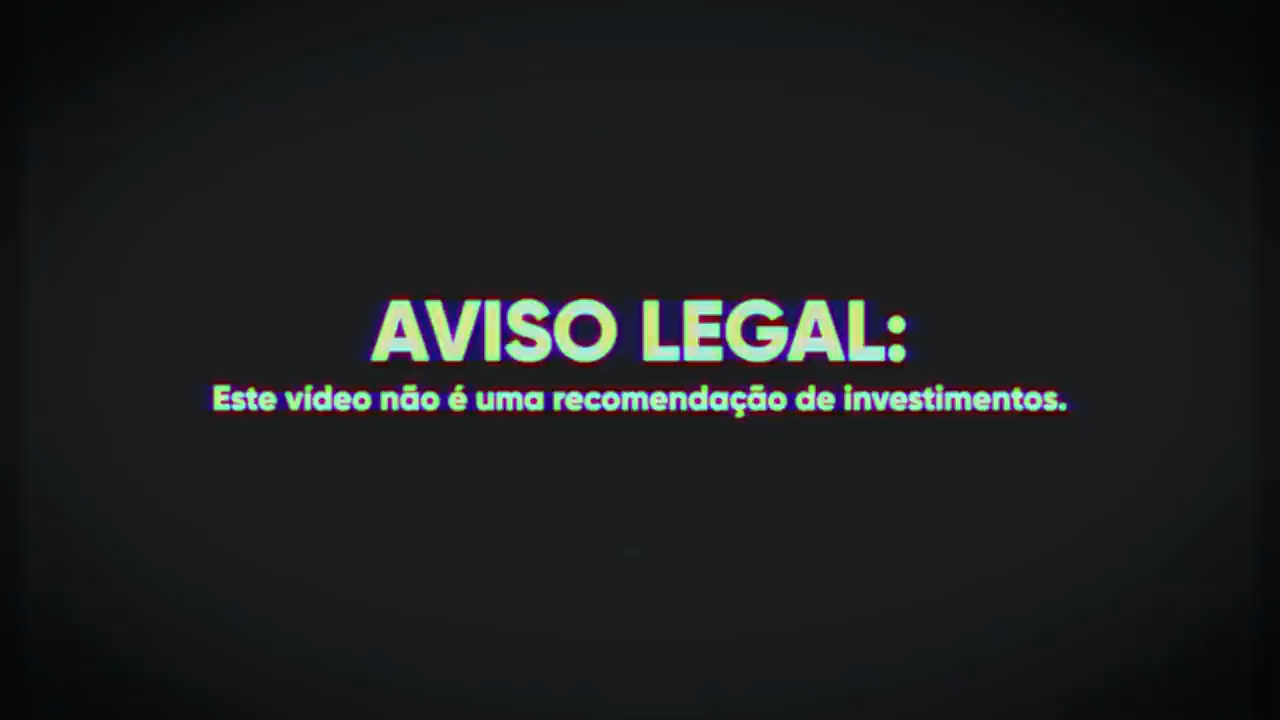 AVISO LEGAL:
Este vídeo não é uma recomendação de investimentos.